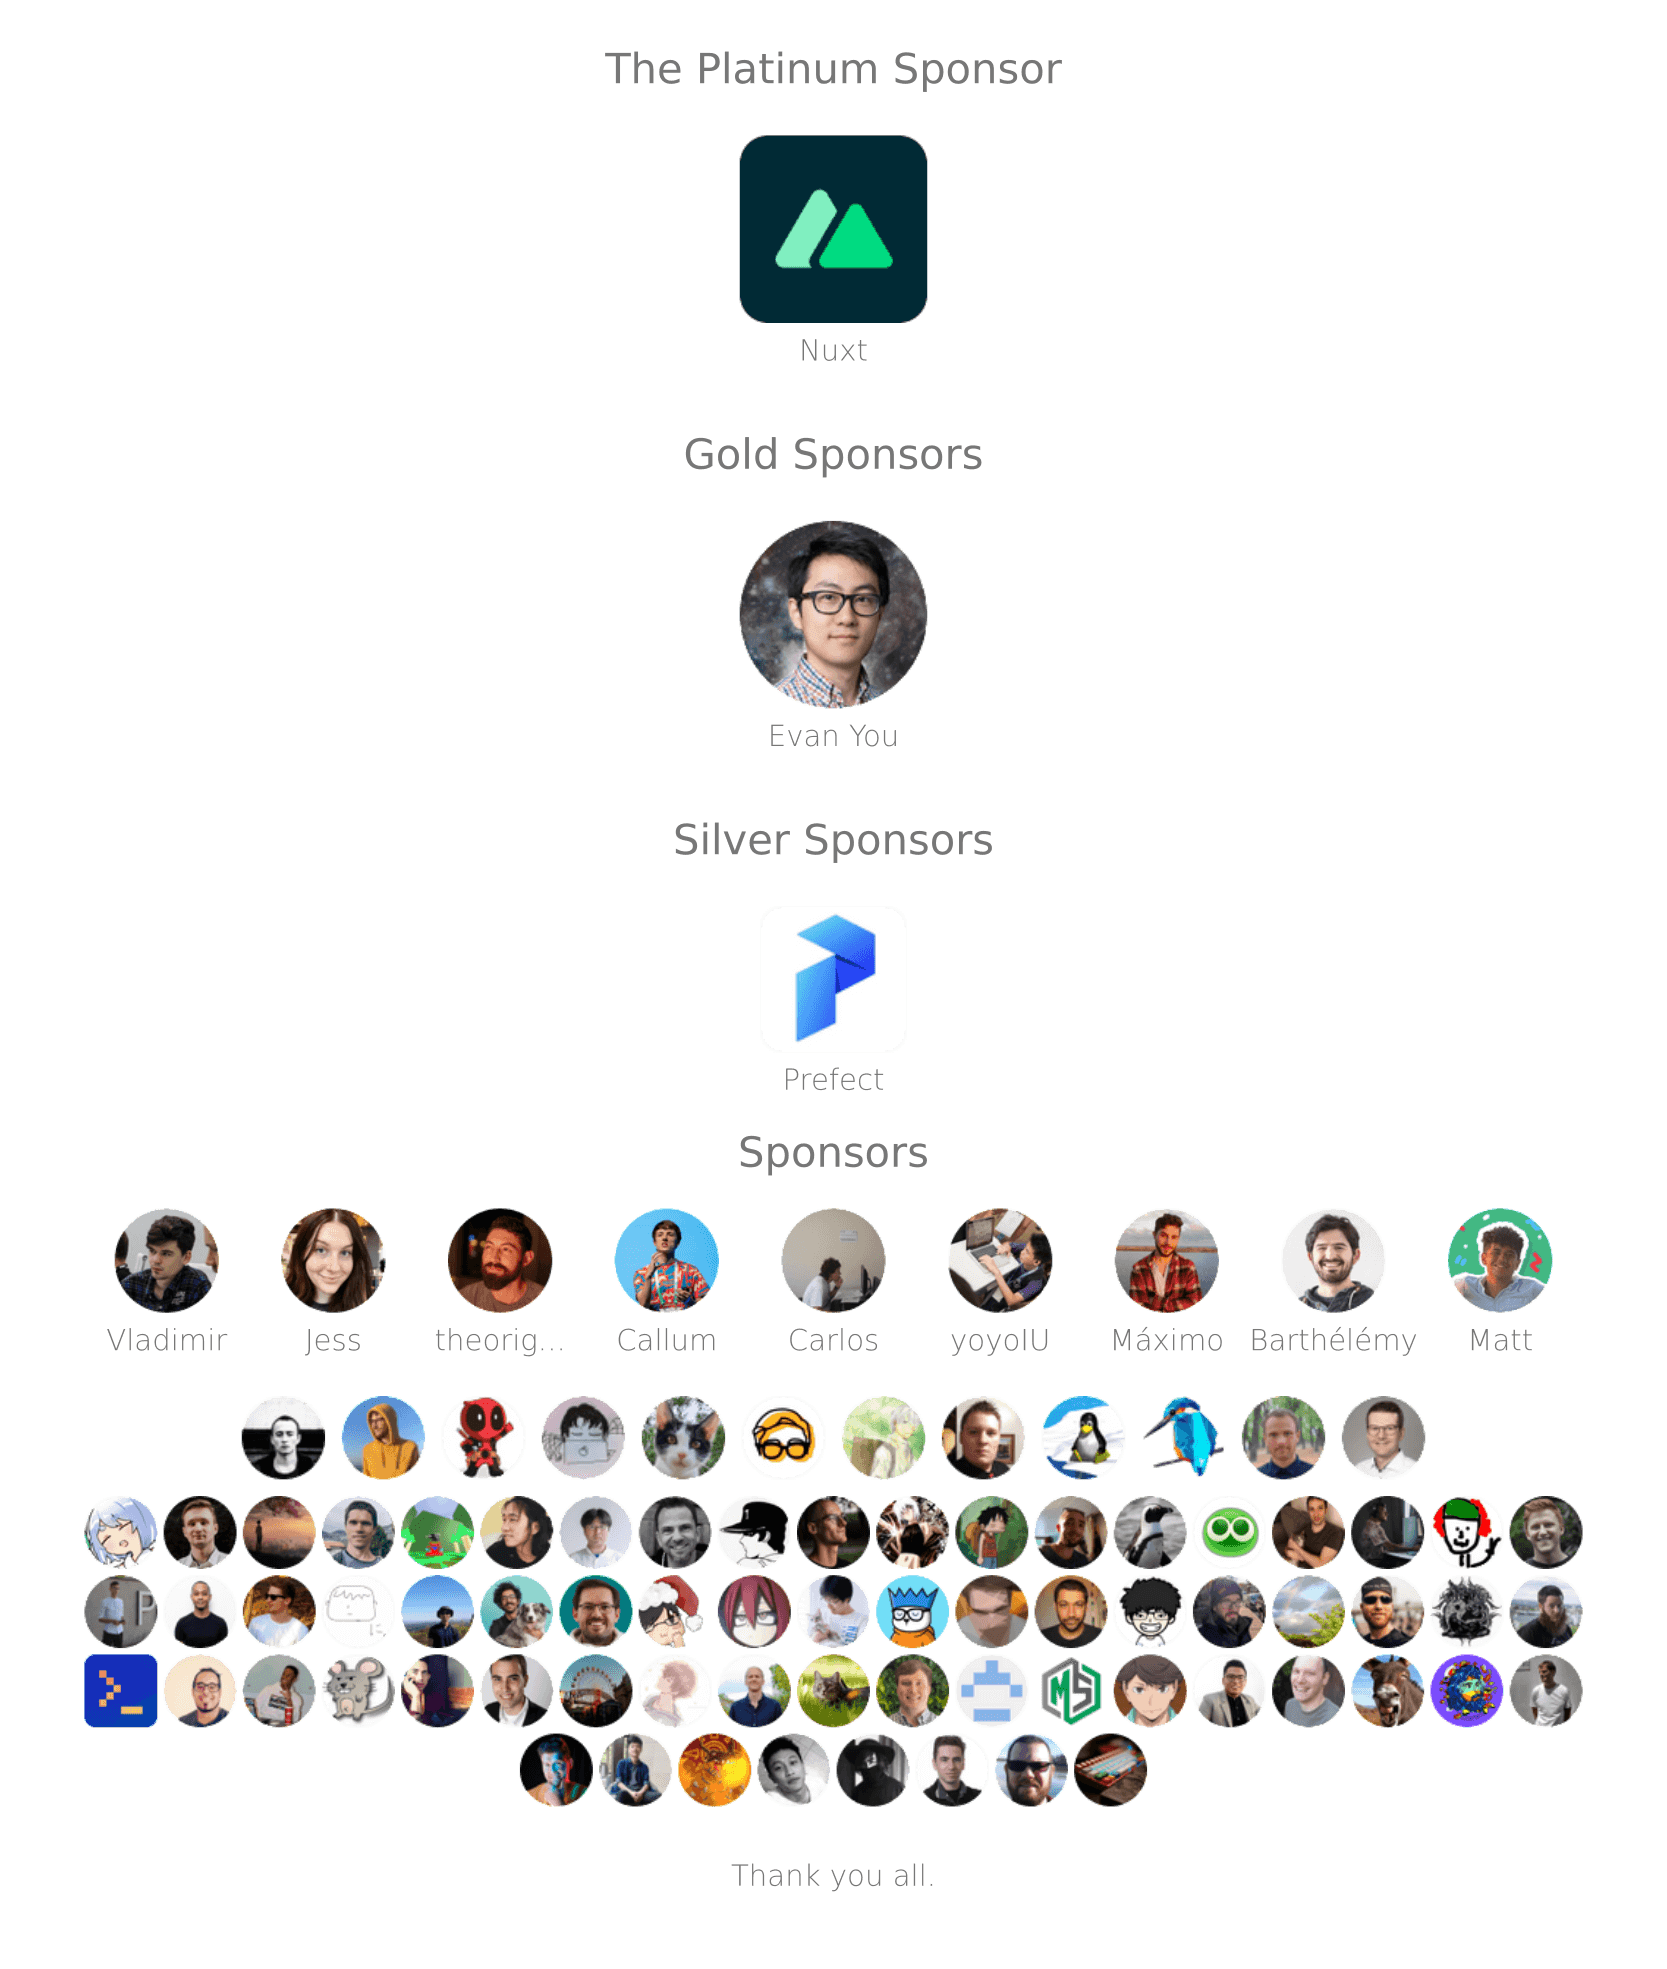 The Platinum Sponsor
Nuxt
Gold Sponsors
Evan You
Silver Sponsors
Prefect
Sponsors
Vladimir Jess theorig... Callum Carlos yoyolU Máximo Barthélémy Matt
Thank you all.